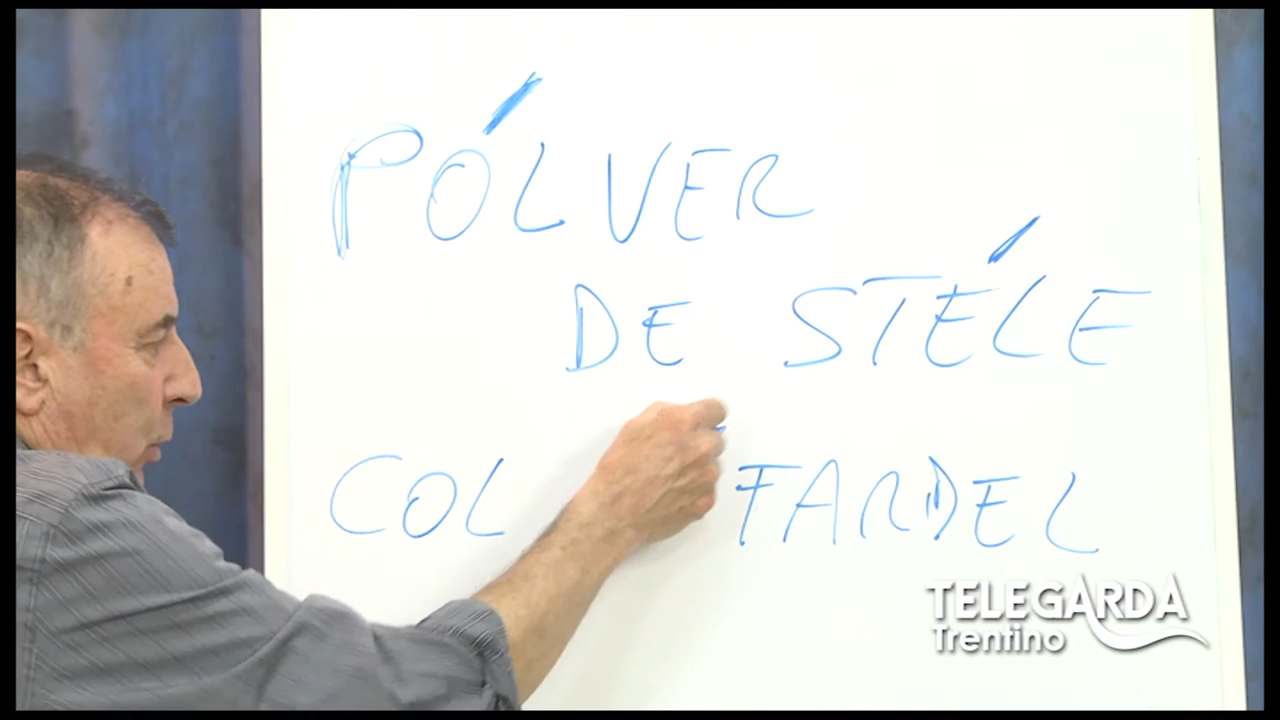 PÓLVER
DE STÉLE
COL FARDEL
TELEGARDA
Trentino